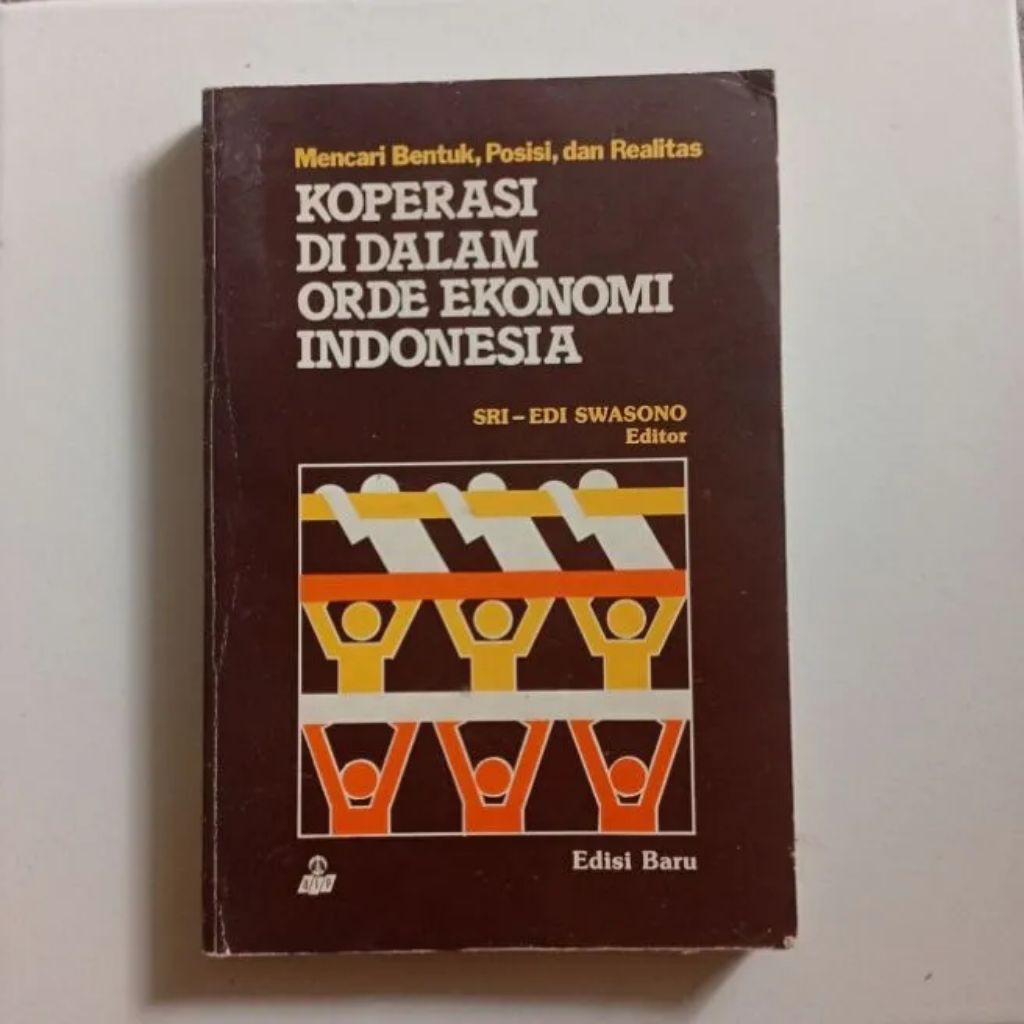 Mencari Bentuk, Posisi, dan Realitas
KOPERASI
DI DALAM
ORDE EKONOMI
INDONESIA
SRI-EDI SWASONO
Editor
Edisi Baru